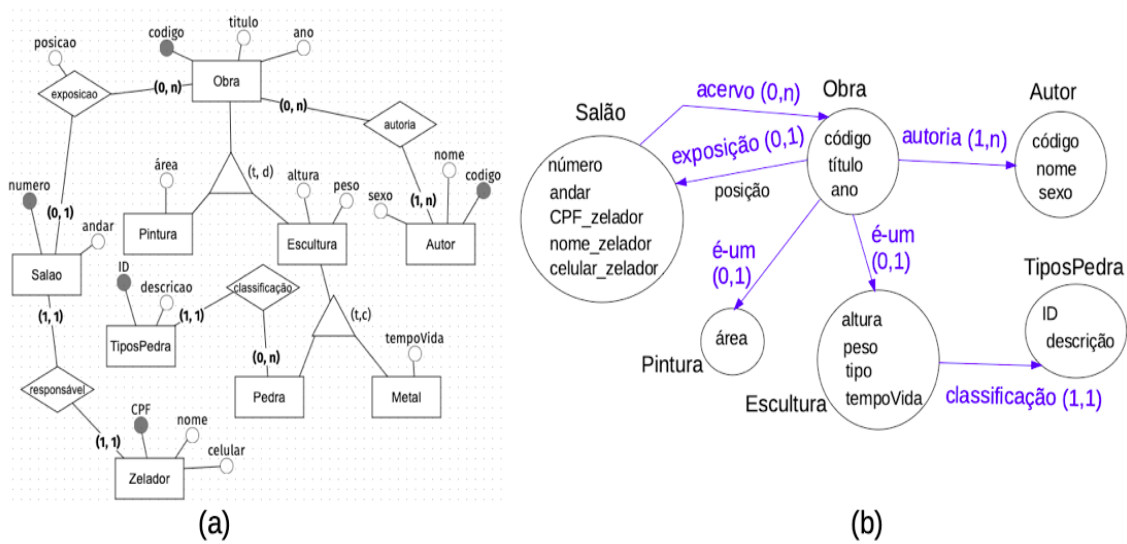 titulo
codigo
ano
posicao
Obra
(0, n)
exposicao
(0, n)
autoria
área
(t, d)
altura
peso
nome
codigo
sexo
numero
(0, 1)
(1, n)
andar
Pintura
Escultura
Autor
Salao
ID
descricao
classificação
(1, 1)
(1, 1)
(t,c)
TiposPedra
tempoVida
(0, n)
responsável
Pedra
Metal
CPF
nome
(1, 1)
celular
Zelador
(a)
acervo (0,n)
Obra
Autor
Salão
código
título
ano
exposição (0,1)
posição
autoria (1,n)
código
nome
sexo
número
andar
CPF_zelador
nome_zelador
celular_zelador
é-um
(0,1)
é-um
(0,1)
TiposPedra
ID
descrição
área
Pintura
altura
peso
tipo
tempoVida
Escultura
classificação (1,1)
(b)